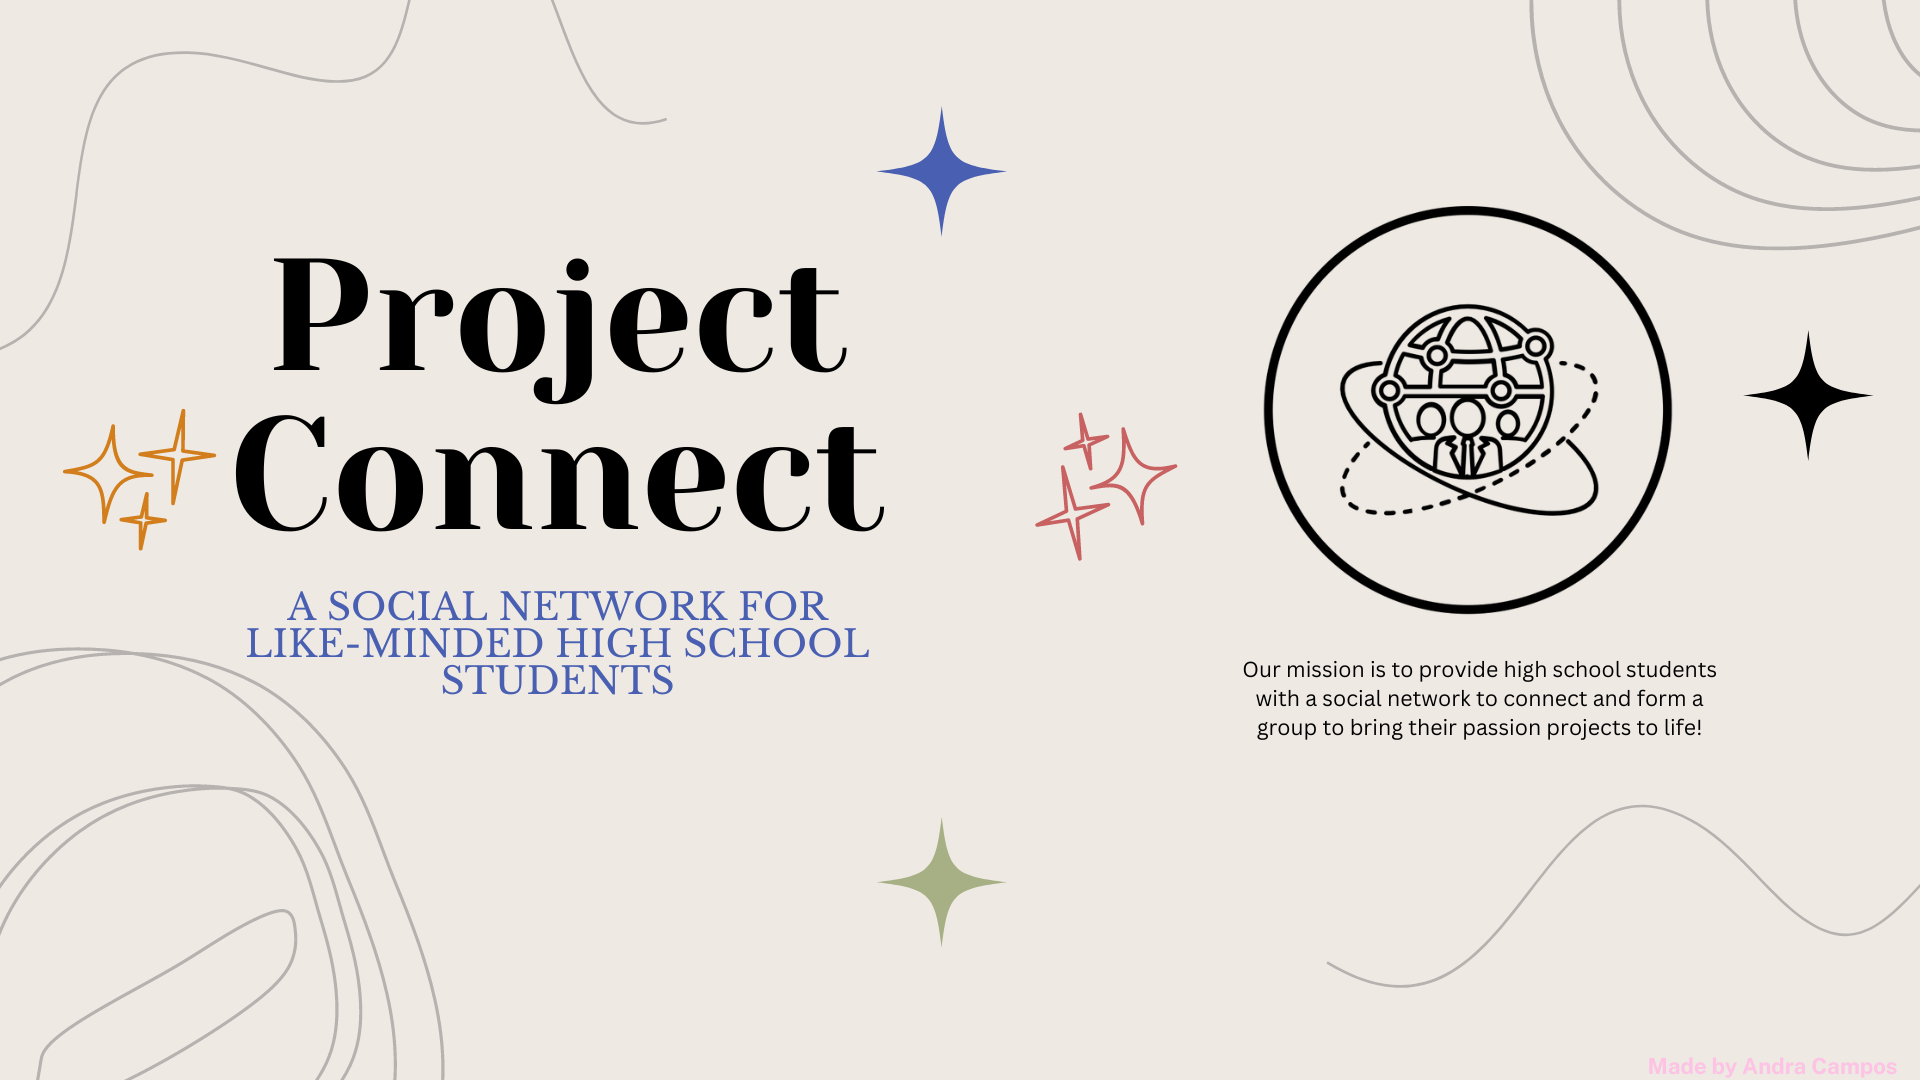 Project
Connect
A SOCIAL NETWORK FOR
LIKE-MINDED HIGH SCHOOL
STUDENTS
Our mission is to provide high school students
with a social network to connect and form a
group to bring their passion projects to life!
Made by Andra Campos